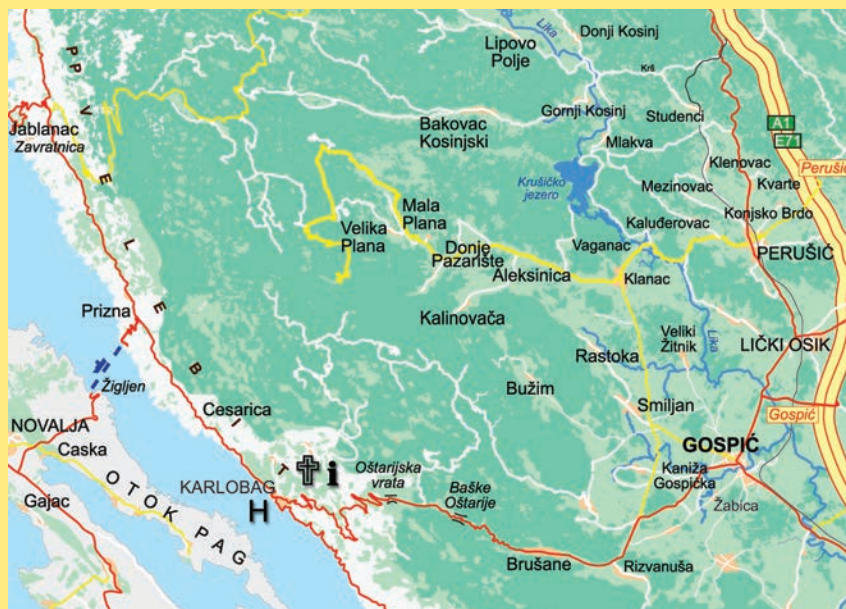 Lika
Donji Kosinj
Lipovo
Polje
Krš
P P V E L E B I T
Gornji Kosinj
Studenci
A1
E71
Jablanac
Zavratnica
Bakovac
Kosinjski
Mlakva
Klenovac
Perušić
Krušičko
jezero
Mezinovac
Kvarte
Mala
Plana
Velika
Plana
Kaluđerovac
Konjsko Brdo
Donje
Pazarište
Vaganac
PERUŠIĆ
Aleksinica
Klanac
Prizna
Kalinovača
Veliki
Žitnik
Lika
LIČKI OSIK
Rastoka
Žigljen
Bužim
Cesarica
Smiljan
Gospić
NOVALJA
Caska
GOSPIĆ
OTOK PAG
Oštarijska
vrata
Kaniža
Gospićka
KARLOBAG
i
H
Baške
Oštarije
Gajac
Žabica
Brušane
Rizvanuša